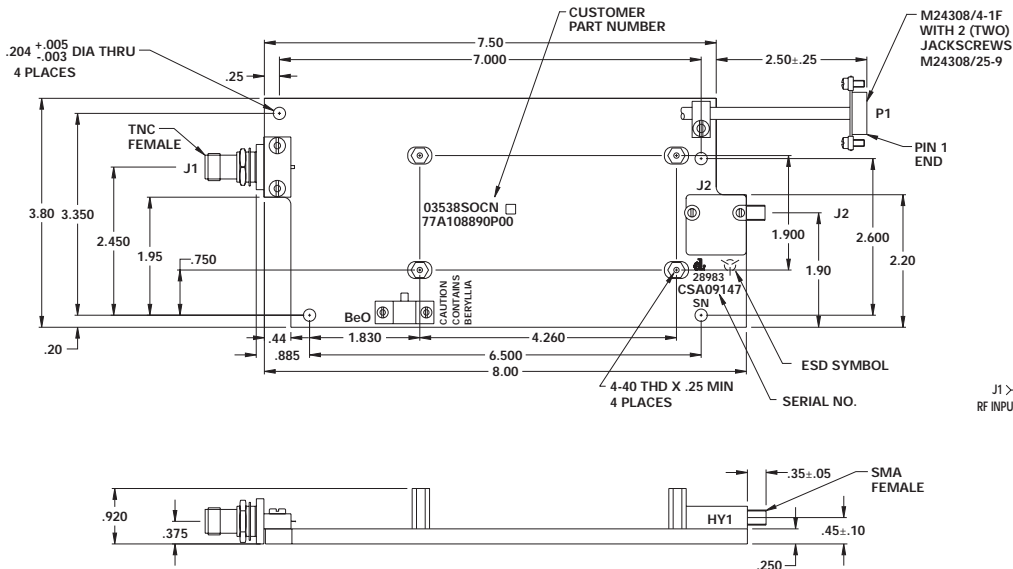 CUSTOMER
PART NUMBER
M24308/4-1F
WITH 2 (TWO)
JACKSCREWS
M24308/25-9
.204 +.005 -.003 DIA THRU
4 PLACES
7.50
7.000
2.50±.25
.25
P1
TNC
FEMALE
J1
PIN 1
END
J2
J2
03538SOCN
77A108890P00
3.80
3.350
2.450
1.95
.750
1.900
1.90
2.600
2.20
28983
CSA09147
SN
BeO
CAUTION
CONTAINS
BERYLLIA
.20
.44
1.830
4.260
.885
6.500
8.00
ESD SYMBOL
4-40 THD X .25 MIN
4 PLACES
SERIAL NO.
J1
RF INPU
.35±.05
SMA
FEMALE
.920
.375
HY1
.45±.10
.250